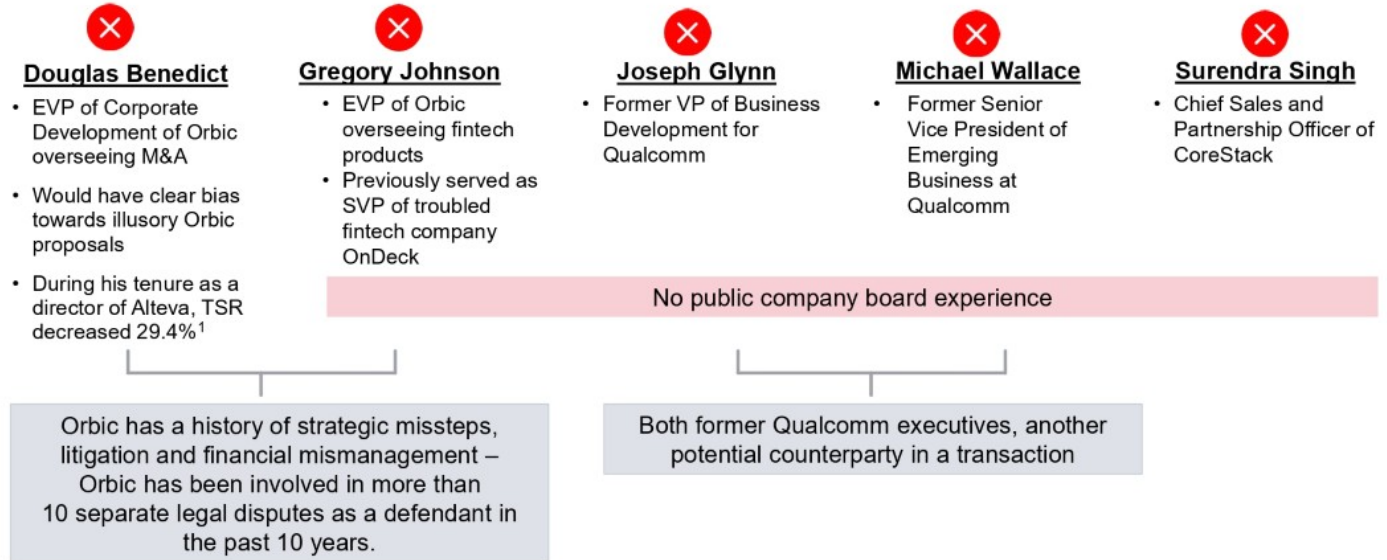 Douglas Benedict
• EVP of Corporate
Development of Orbic
overseeing M&A
• Would have clear bias
towards illusory Orbic
proposals
• During his tenure as a
director of Alteva, TSR
decreased 29.4%1
Gregory Johnson
• EVP of Orbic
overseeing fintech
products
• Previously served as
SVP of troubled
fintech company
OnDeck
Joseph Glynn
• Former VP of Business
Development for
Qualcomm
Michael Wallace
• Former Senior
Vice President of
Emerging
Business at
Qualcomm
Surendra Singh
• Chief Sales and
Partnership Officer of
CoreStack
No public company board experience
Orbic has a history of strategic missteps,
litigation and financial mismanagement –
Orbic has been involved in more than
10 separate legal disputes as a defendant in
the past 10 years.
Both former Qualcomm executives, another
potential counterparty in a transaction